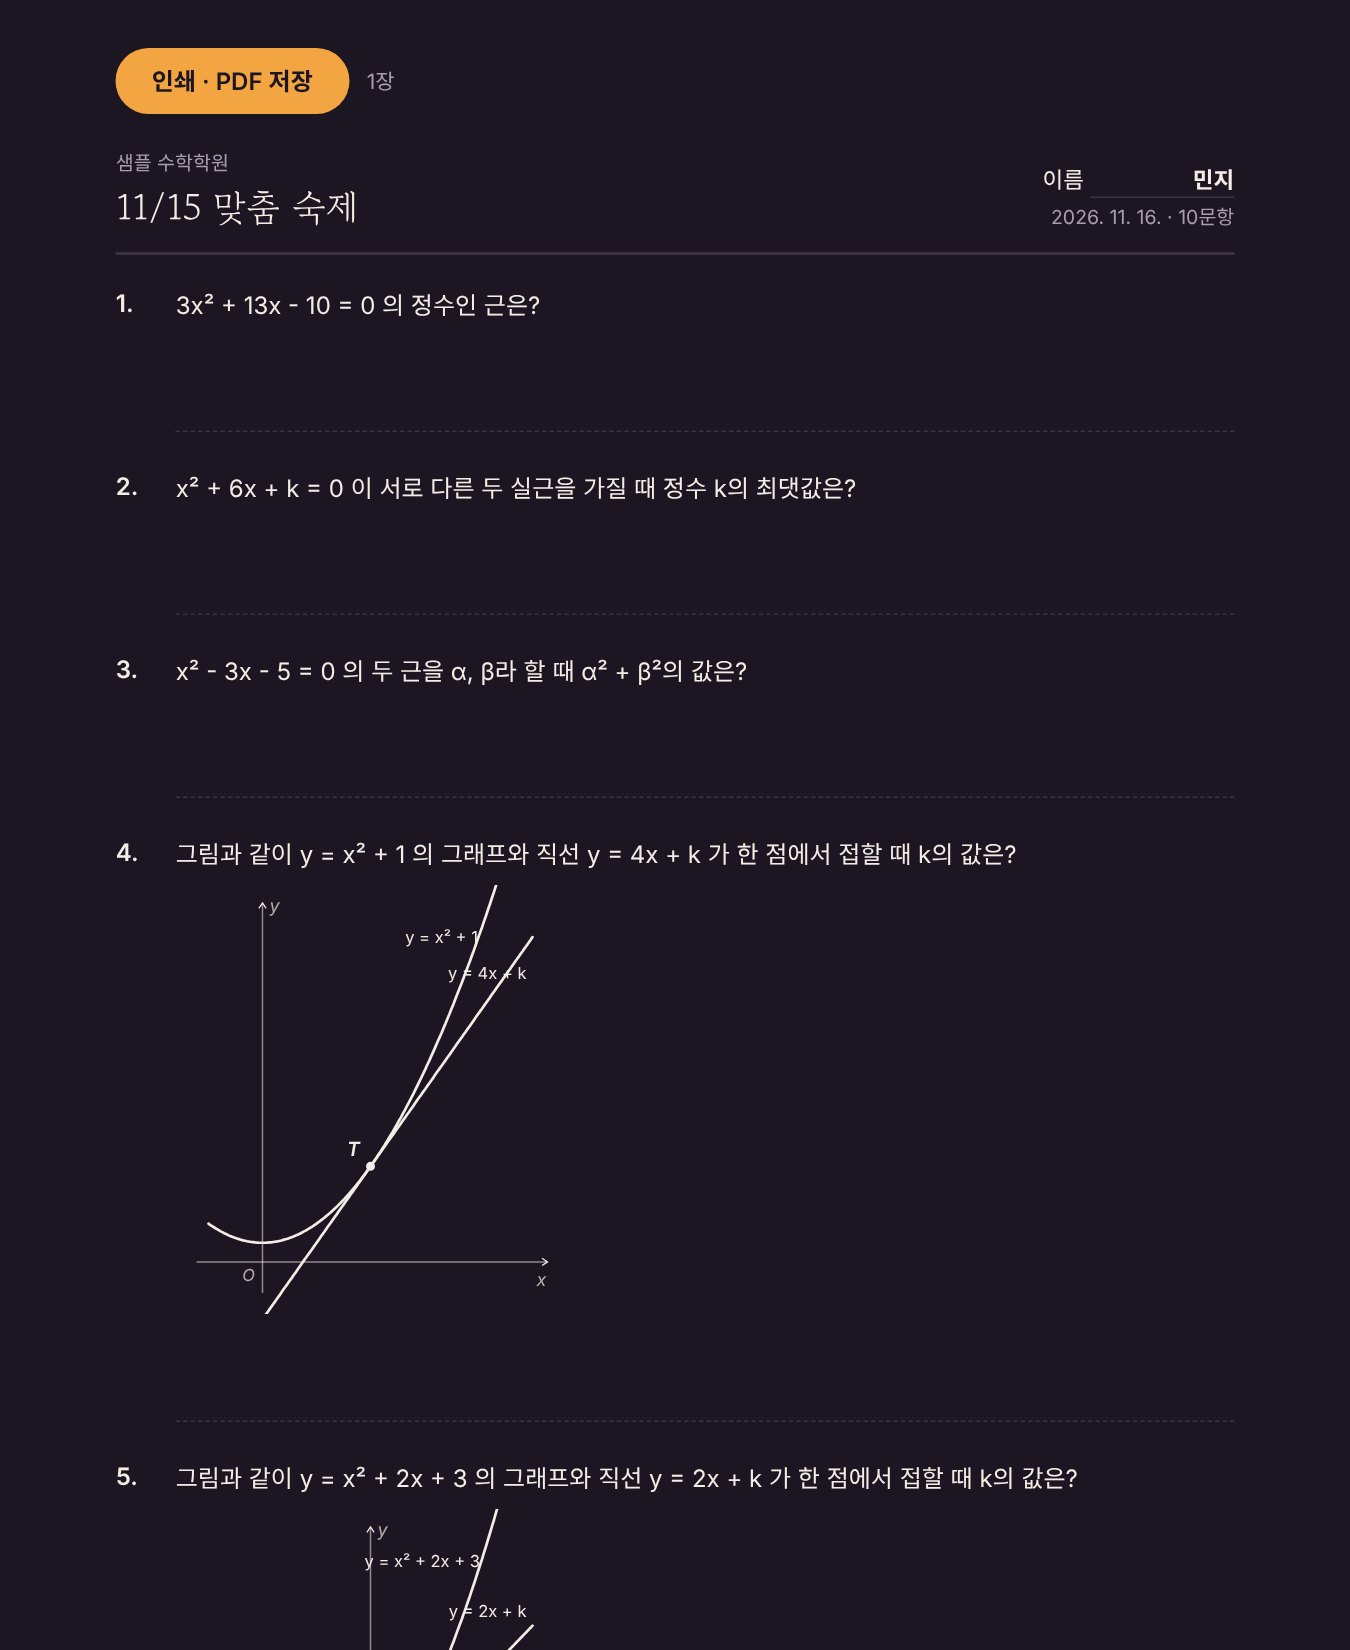 인쇄 · PDF 저장
1장
샘플 수학학원
11/15 맞춤 숙제
이름 민지
2026. 11. 16. · 10문항
1. 3x² + 13x - 10 = 0 의 정수인 근은?
2. x² + 6x + k = 0 이 서로 다른 두 실근을 가질 때 정수 k의 최댓값은?
3. x² - 3x - 5 = 0 의 두 근을 α, β라 할 때 α² + β²의 값은?
4. 그림과 같이 y = x² + 1 의 그래프와 직선 y = 4x + k 가 한 점에서 접할 때 k의 값은?
y
y = x² + 1
y = 4x + k
T
O
x
5. 그림과 같이 y = x² + 2x + 3 의 그래프와 직선 y = 2x + k 가 한 점에서 접할 때 k의 값은?
y
y = x² + 2x + 3
y = 2x + k